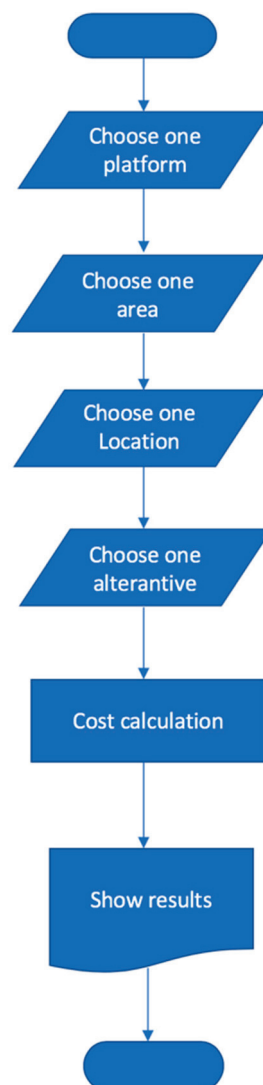 Choose one
platform
Choose one
area
Choose one
Location
Choose one
alterantive
Cost calculation
Show results